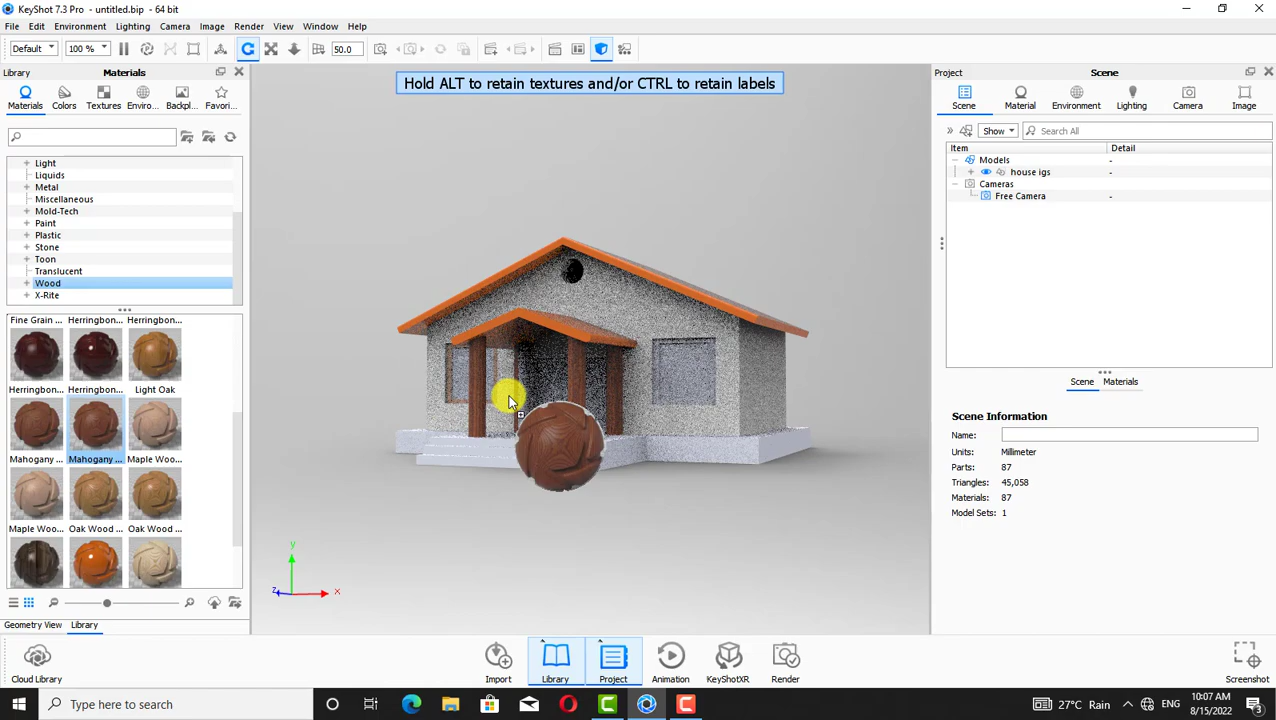 KeyShot 7.3 Pro - untitled.bip - 64 bit
File Edit Environment Lighting Camera Image Render View Window Help
Default 100 % 50.0
Library Materials
Materials Colors Textures Enviro... Backpl... Favori...
Light
Liquids
Metal
Miscellaneous
Mold-Tech
Paint
Plastic
Stone
Toon
Translucent
Wood
X-Rite
Fine Grain ... Herringbon... Herringbon...
Herringbon... Herringbon... Light Oak
Mahogany ... Mahogany ... Maple Woo...
Maple Woo... Oak Wood ... Oak Wood ...
Geometry View Library
Hold ALT to retain textures and/or CTRL to retain labels
y
z x
Project Scene
Scene Material Environment Lighting Camera Image
» Show Search All
Item Detail
Models -
house igs -
Cameras
Free Camera -
Scene Materials
Scene Information
Name:
Units: Millimeter
Parts: 87
Triangles: 45,058
Materials: 87
Model Sets: 1
Cloud Library Import Library Project Animation KeyShotXR Render Screenshot
Type here to search
27°C Rain ENG 10:07 AM 8/15/2022 3